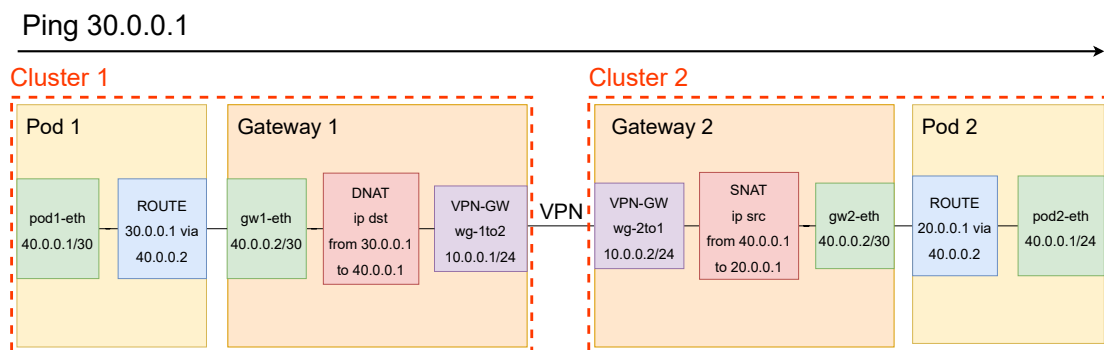 Ping 30.0.0.1
Cluster 1
Cluster 2
Pod 1
Gateway 1
Gateway 2
Pod 2
pod1-eth
40.0.0.1/30
ROUTE
30.0.0.1 via
40.0.0.2
gw1-eth
40.0.0.2/30
DNAT
ip dst
from 30.0.0.1
to 40.0.0.1
VPN-GW
wg-1to2
10.0.0.1/24
VPN
VPN-GW
wg-2to1
10.0.0.2/24
SNAT
ip src
from 40.0.0.1
to 20.0.0.1
gw2-eth
40.0.0.2/30
ROUTE
20.0.0.1 via
40.0.0.2
pod2-eth
40.0.0.1/24